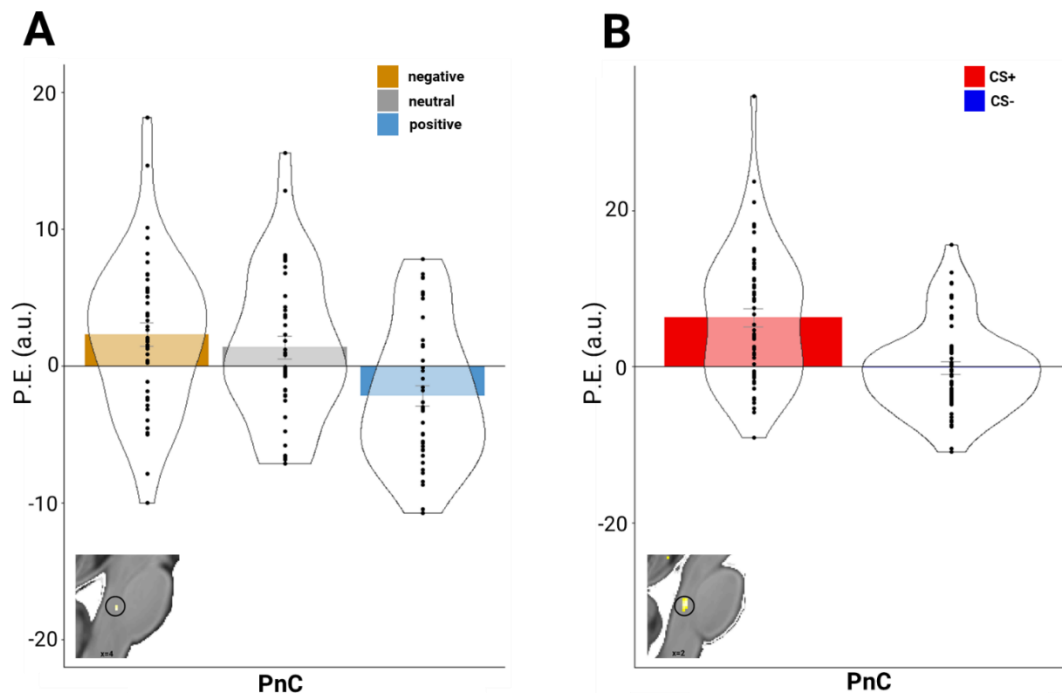 A
negative
neutral
positive
20
10
0
-10
-20
P.E. (a.u.)
x=4
PnC
B
CS+
CS-
20
0
-20
P.E. (a.u.)
x=2
PnC